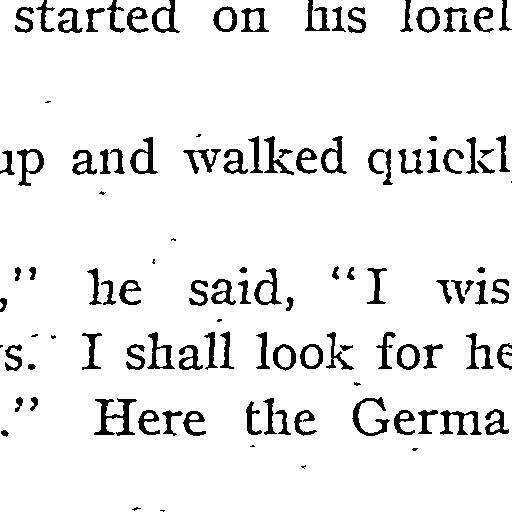 started on his lonel
up and walked quickl
," he said, "I wis
s. I shall look for he
." Here the Germa